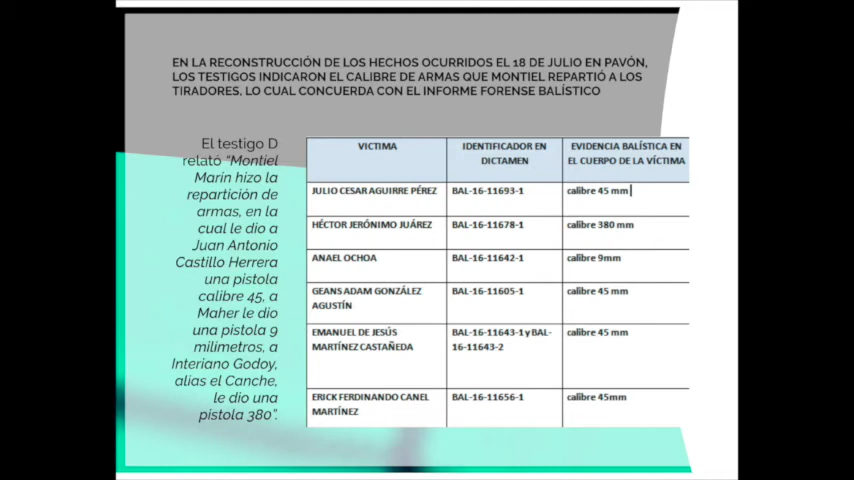 EN LA RECONSTRUCCIÓN DE LOS HECHOS OCURRIDOS EL 18 DE JULIO EN PAVÓN,
LOS TESTIGOS INDICARON EL CALIBRE DE ARMAS QUE MONTIEL REPARTIÓ A LOS
TIRADORES, LO CUAL CONCUERDA CON EL INFORME FORENSE BALÍSTICO
El testigo D
relató "Montiel
Marín hizo la
repartición de
armas, en la
cual le dio a
Juan Antonio
Castillo Herrera
una pistola
calibre 45, a
Maher le dio
una pistola 9
milímetros, a
Interiano Godoy,
alias el Canche,
le dio una
pistola 380".
VICTIMA IDENTIFICADOR EN EVIDENCIA BALÍSTICA EN
DICTAMEN EL CUERPO DE LA VÍCTIMA
JULIO CESAR AGUIRRE PÉREZ BAL-16-11693-1 calibre 45 mm
HÉCTOR JERÓNIMO JUÁREZ BAL-16-11678-1 calibre 380 mm
ANAEL OCHOA BAL-16-11642-1 calibre 9mm
GEANS ADAM GONZÁLEZ BAL-16-11605-1 calibre 45 mm
AGUSTÍN
EMANUEL DE JESÚS BAL-16-11643-1 y BAL- calibre 45 mm
MARTÍNEZ CASTAÑEDA 16-11643-2
ERICK FERDINANDO CANEL BAL-16-11656-1 calibre 45mm
MARTÍNEZ